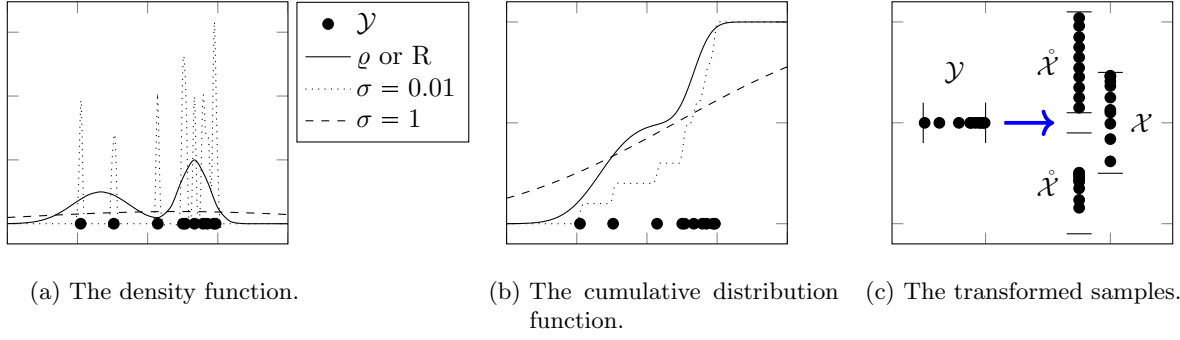 𝒴
ϱ or R
σ = 0.01
σ = 1
𝒴
𝒳̊
𝒳
𝒳̊
(a) The density function.
(b) The cumulative distribution
function.
(c) The transformed samples.